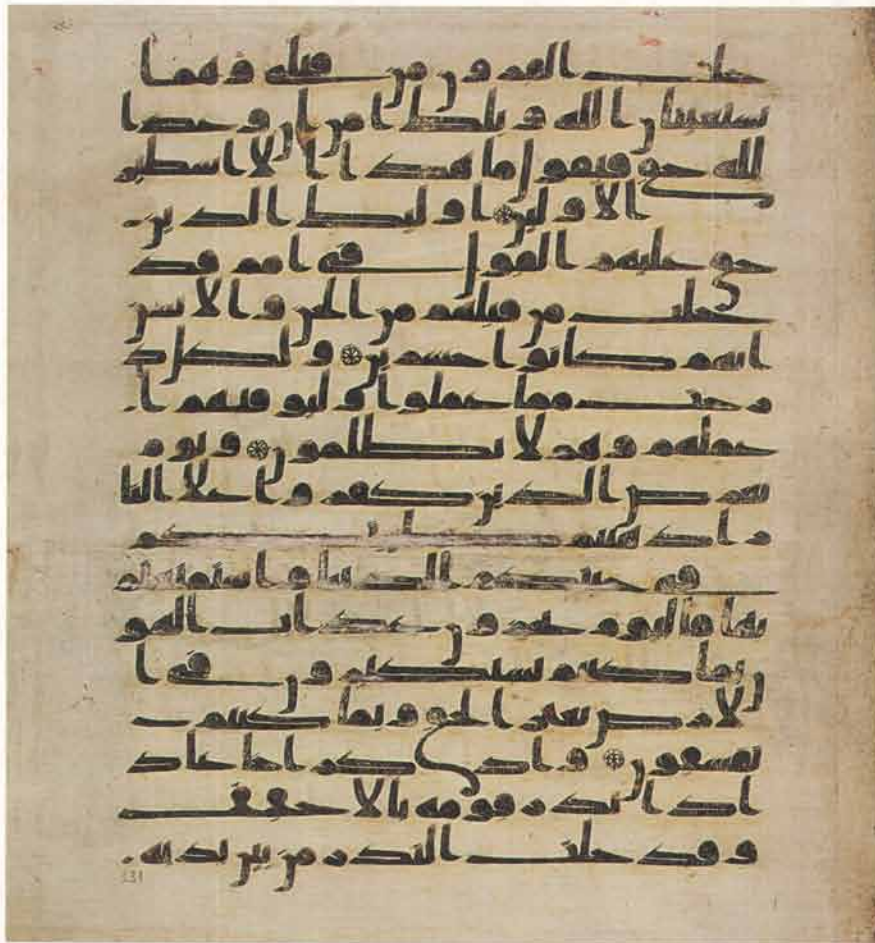 خلت القرون من قبلي وهما
يستغيثن الله ويلك امن ان وعد ا
لله حق فيقول ما هذا الا اسطير
الاولين اولئك الذين
حق عليهم القول في امم قد
خلت من قبلهم من الجن والانس
انهم كانوا خسرين ولكل د
رجت مما عملوا وليوفيهم ا
عملهم وهم لا يظلمون ويوم
يعرض الذين كفروا على النا
ر اذهبتم طيبتكم
في حيتكم الدنيا واستمتعتم
بها فاليوم تجزون عذاب الهو
ن بما كنتم تستكبرون في ا
لارض بغير الحق وبما كنتم
تفسقون واذكر اخا عاد
اذ انذر قومه بالاحقف
وقد خلت النذر من بين يديه